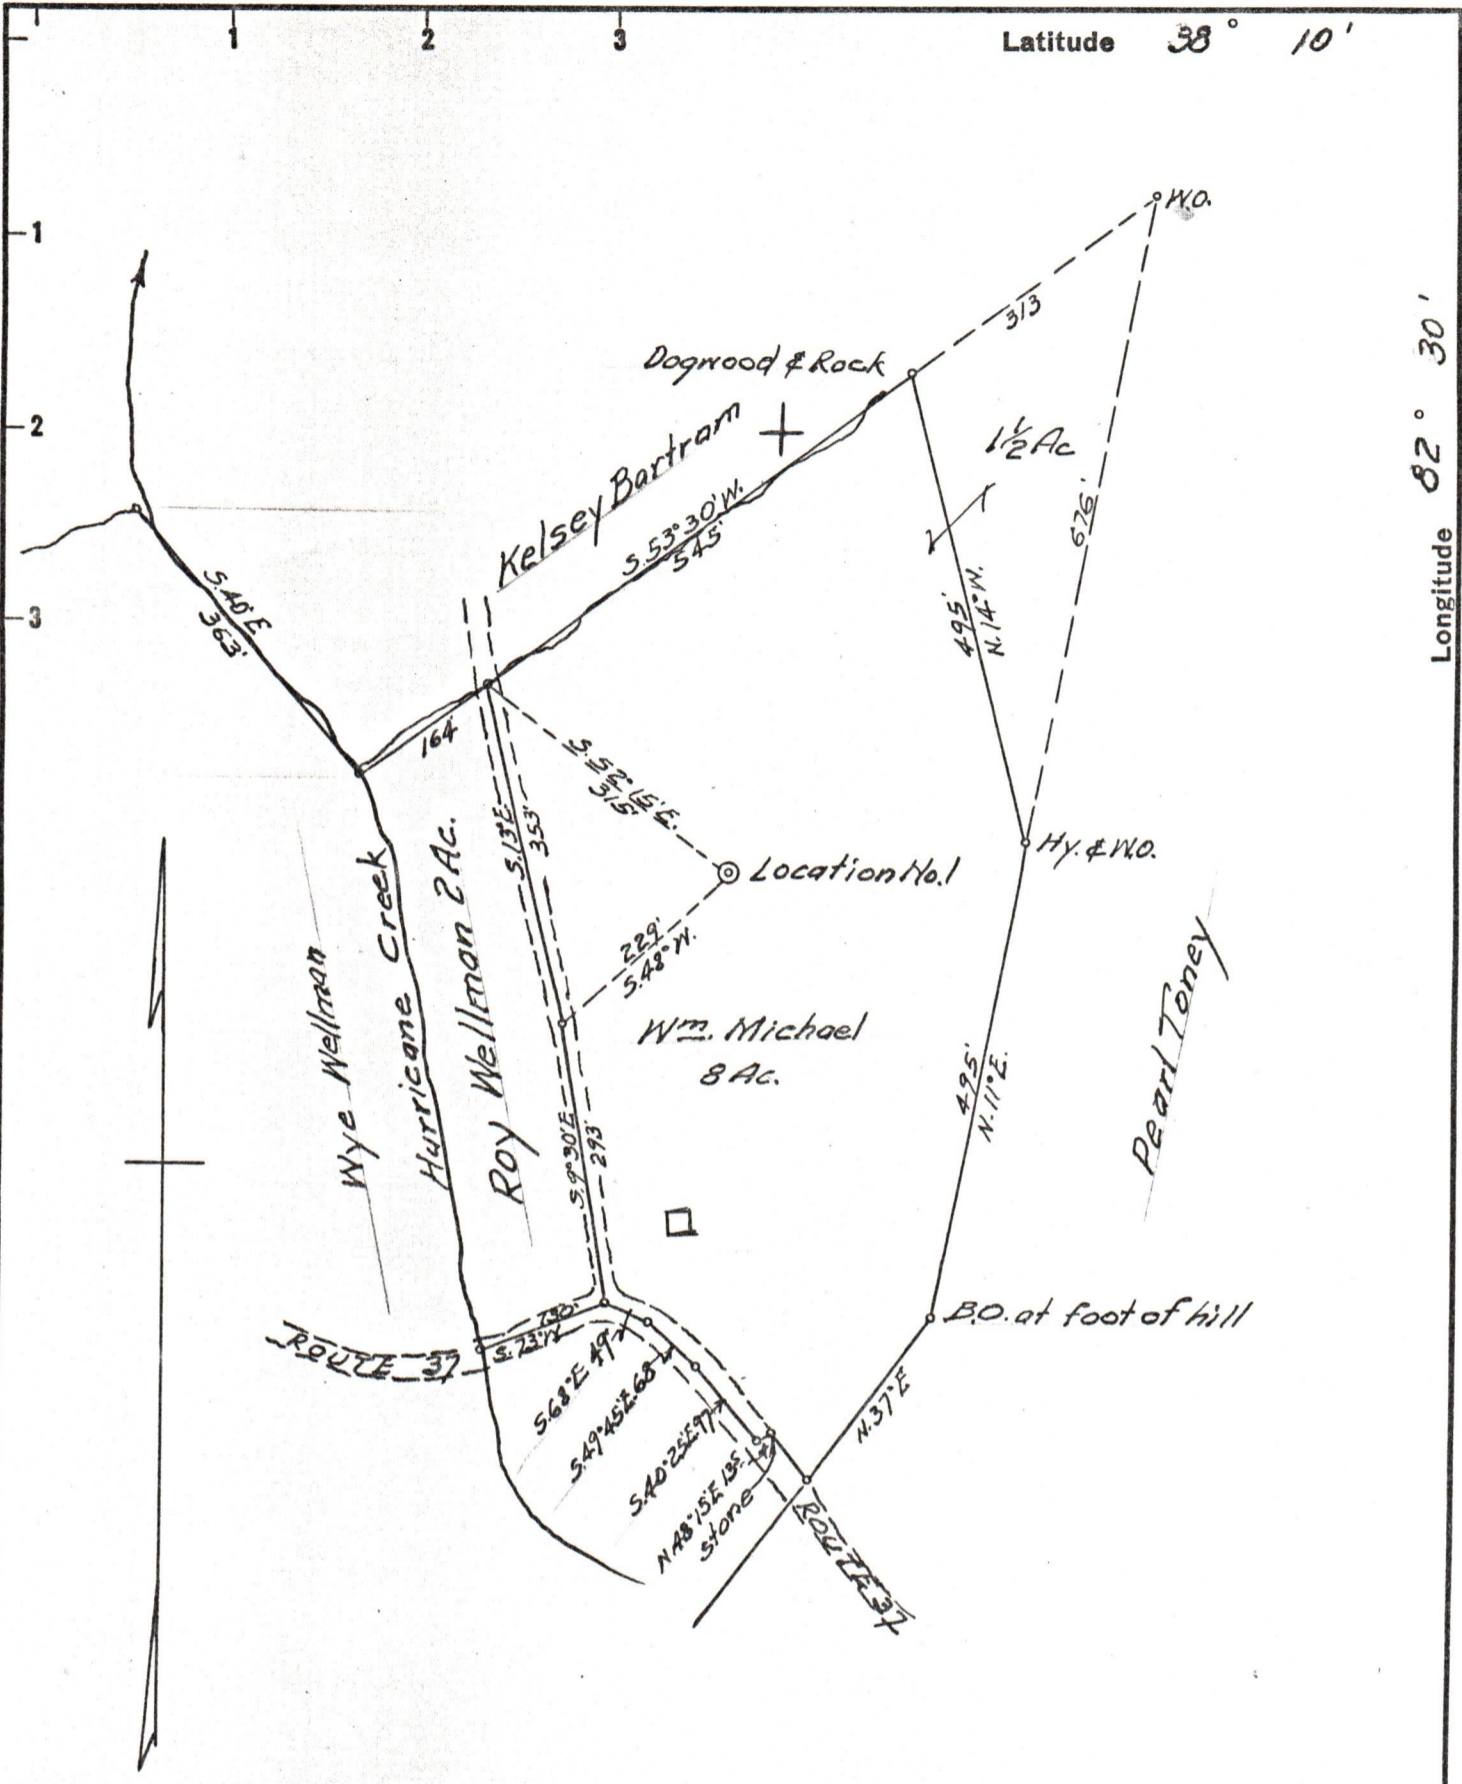 1 2 3
Latitude 38° 10'
1
2
3
Longitude 82° 30'
W.O.
313
Dogwood & Rock
1½ Ac
676'
Kelsey Bartram
S.53°30'W.
545'
495'
N.14°W.
S.40°E
363'
164'
S.52°15'E.
315'
S.13°E.
353'
Location No.1
Hy. & W.O.
229'
S.48°W.
Wye Wellman
Hurricane Creek
Roy Wellman 2 Ac.
Wm. Michael
8 Ac.
Pearl Toney
495'
N.11°E.
S.9°30'E.
293'
B.O. at foot of hill
ROUTE 37
S.73°W.
S.68°E 49'
S.49°45'E.68'
S.40°25'E.97'
N.48°15'E.13.5'
Stone
N.37°E
ROUTE 37